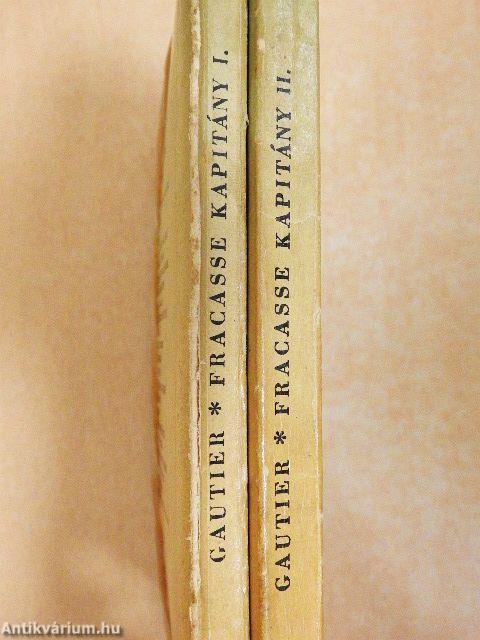 GAUTIER * FRACASSE KAPITÁNY I.
GAUTIER * FRACASSE KAPITÁNY II.
Antikvárium.hu